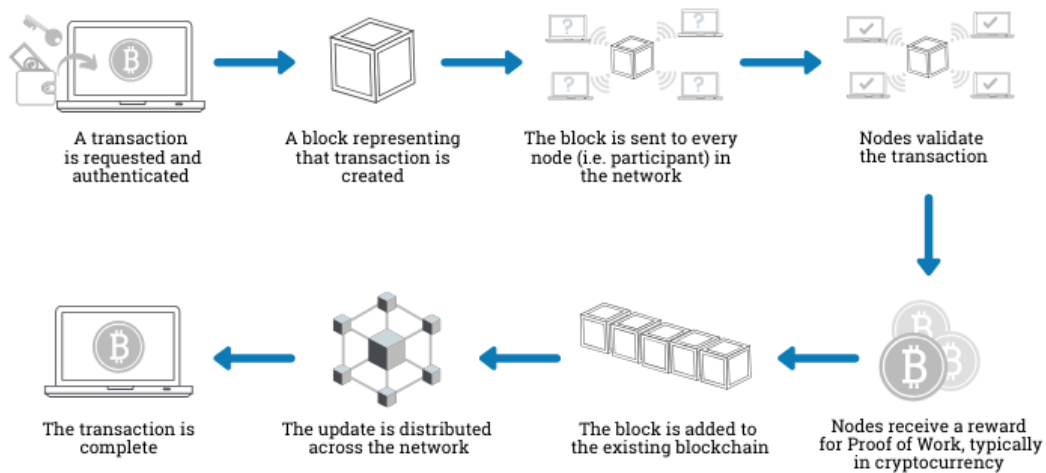 A transaction
is requested and
authenticated
A block representing
that transaction is
created
The block is sent to every
node (i.e. participant) in
the network
Nodes validate
the transaction
Nodes receive a reward
for Proof of Work, typically
in cryptocurrency
The block is added to
the existing blockchain
The update is distributed
across the network
The transaction is
complete